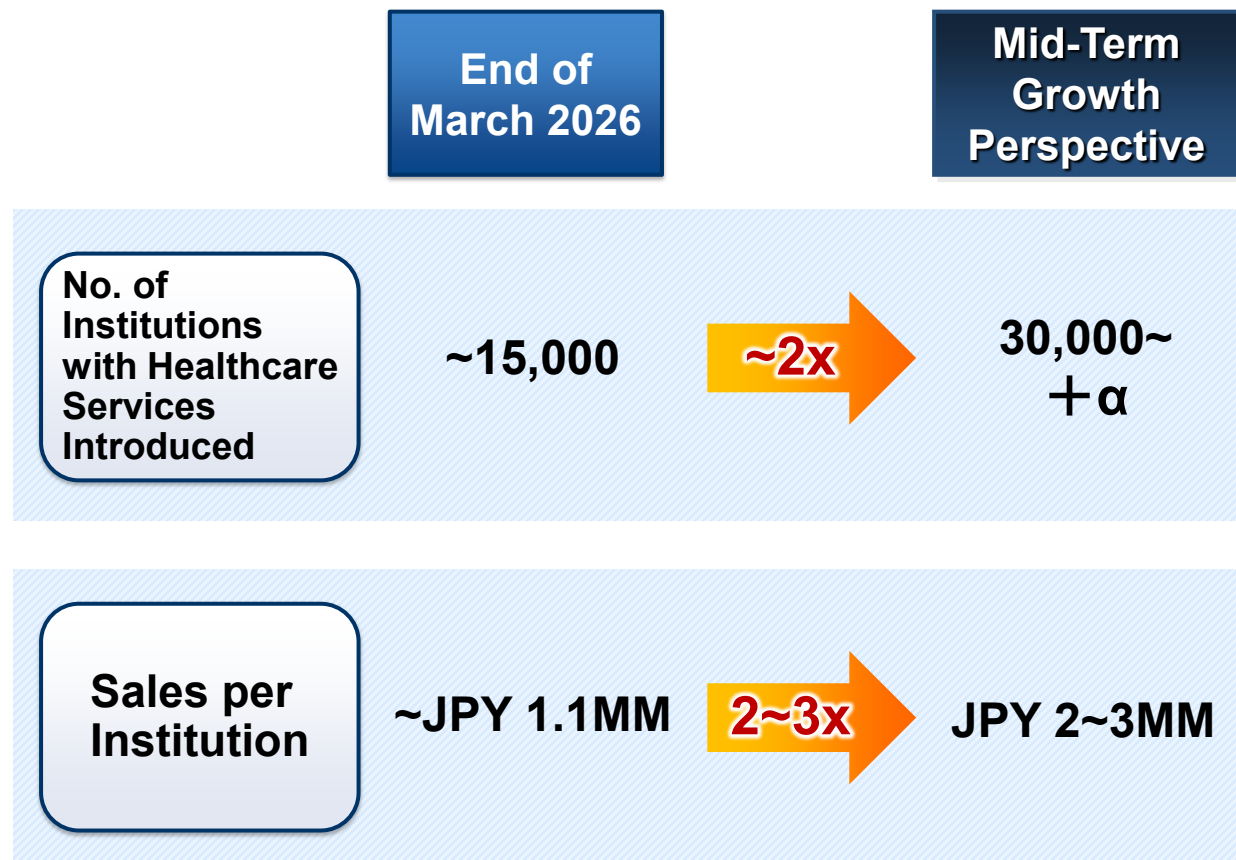 End of
March 2026
Mid-Term
Growth
Perspective
No. of
Institutions
with Healthcare
Services
Introduced
~15,000
~2x
30,000~
＋α
Sales per
Institution
~JPY 1.1MM
2~3x
JPY 2~3MM